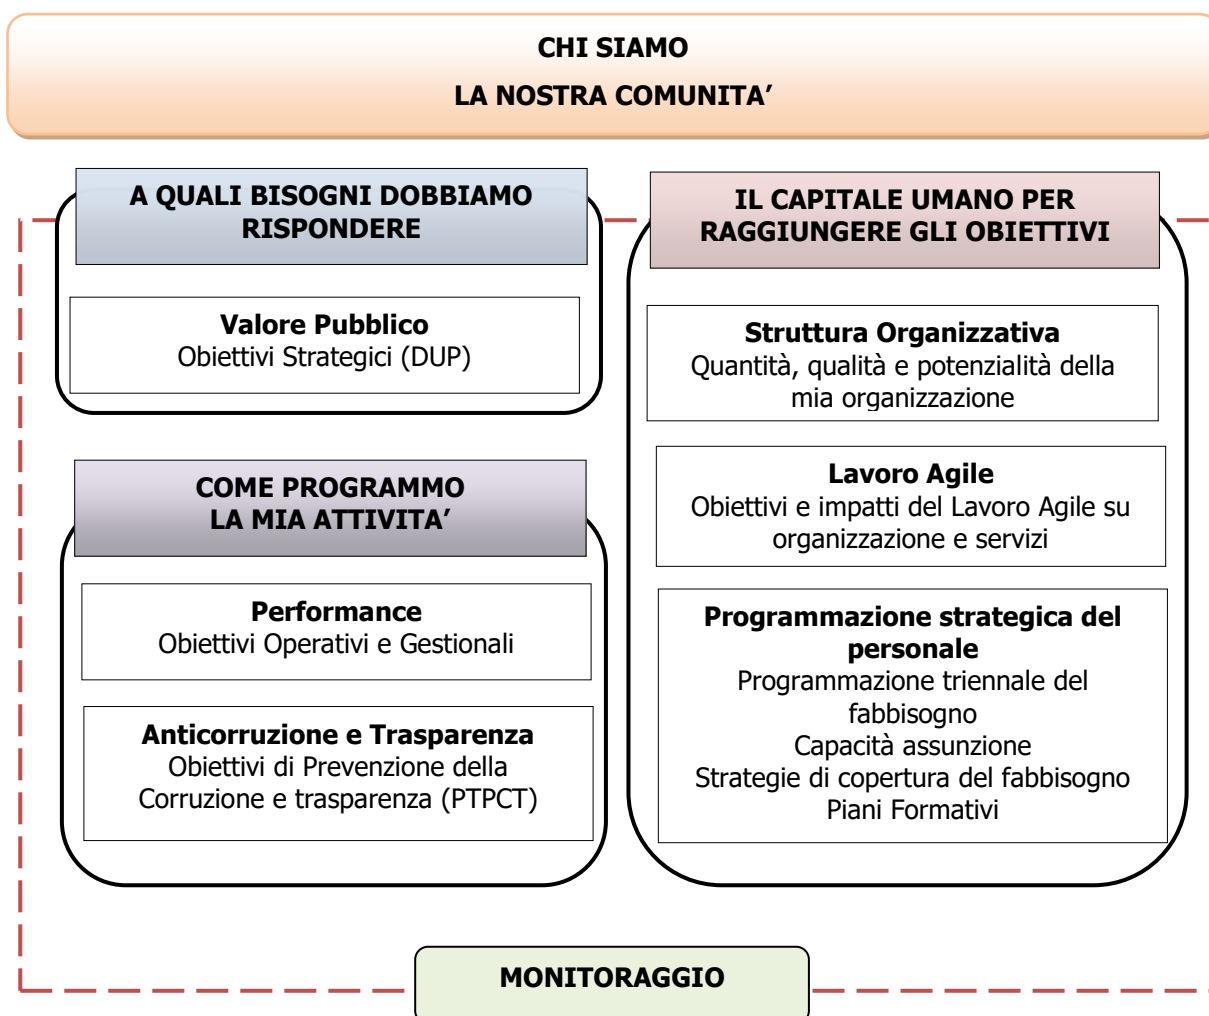 CHI SIAMO
LA NOSTRA COMUNITA’
A QUALI BISOGNI DOBBIAMO
RISPONDERE
Valore Pubblico
Obiettivi Strategici (DUP)
COME PROGRAMMO
LA MIA ATTIVITA’
Performance
Obiettivi Operativi e Gestionali
Anticorruzione e Trasparenza
Obiettivi di Prevenzione della
Corruzione e trasparenza (PTPCT)
IL CAPITALE UMANO PER
RAGGIUNGERE GLI OBIETTIVI
Struttura Organizzativa
Quantità, qualità e potenzialità della
mia organizzazione
Lavoro Agile
Obiettivi e impatti del Lavoro Agile su
organizzazione e servizi
Programmazione strategica del
personale
Programmazione triennale del
fabbisogno
Capacità assunzione
Strategie di copertura del fabbisogno
Piani Formativi
MONITORAGGIO